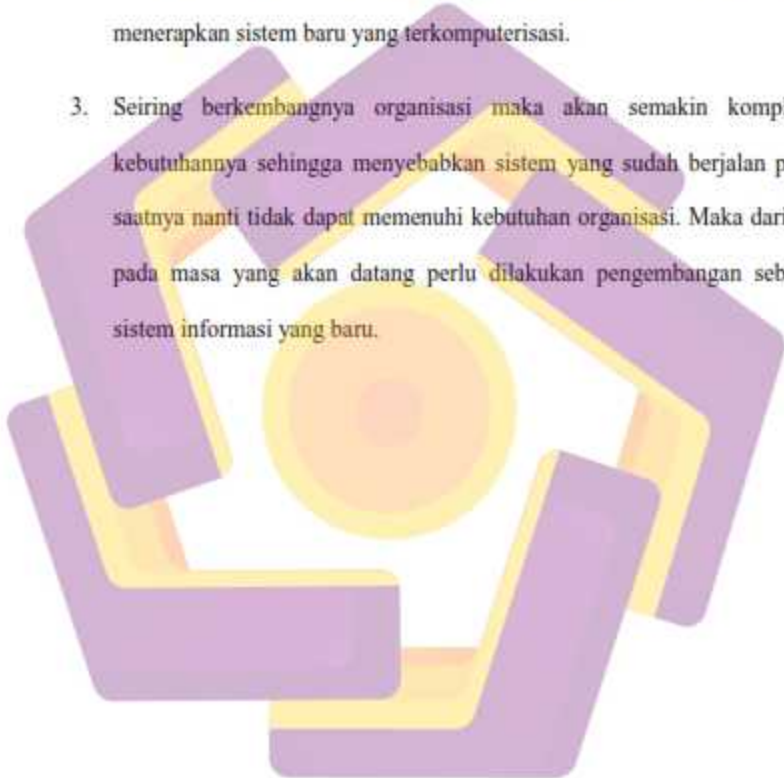 menerapkan sistem baru yang terkomputerisasi.
3. Seiring berkembangnya organisasi maka akan semakin komp
kebutuhannya sehingga menyebabkan sistem yang sudah berjalan p
saatnya nanti tidak dapat memenuhi kebutuhan organisasi. Maka dari
pada masa yang akan datang perlu dilakukan pengembangan seb
sistem informasi yang baru.